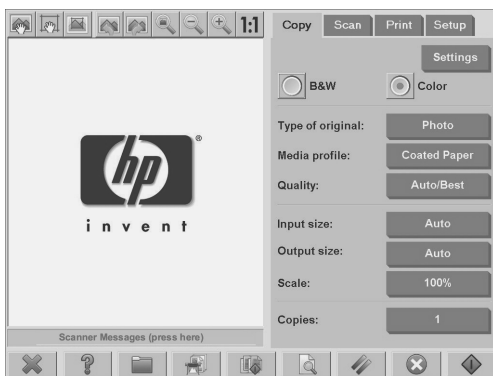 1:1
Copy Scan Print Setup
Settings
B&W Color
Type of original: Photo
Media profile: Coated Paper
Quality: Auto/Best
Input size: Auto
Output size: Auto
Scale: 100%
Copies: 1
hp ®
invent
Scanner Messages (press here)
?